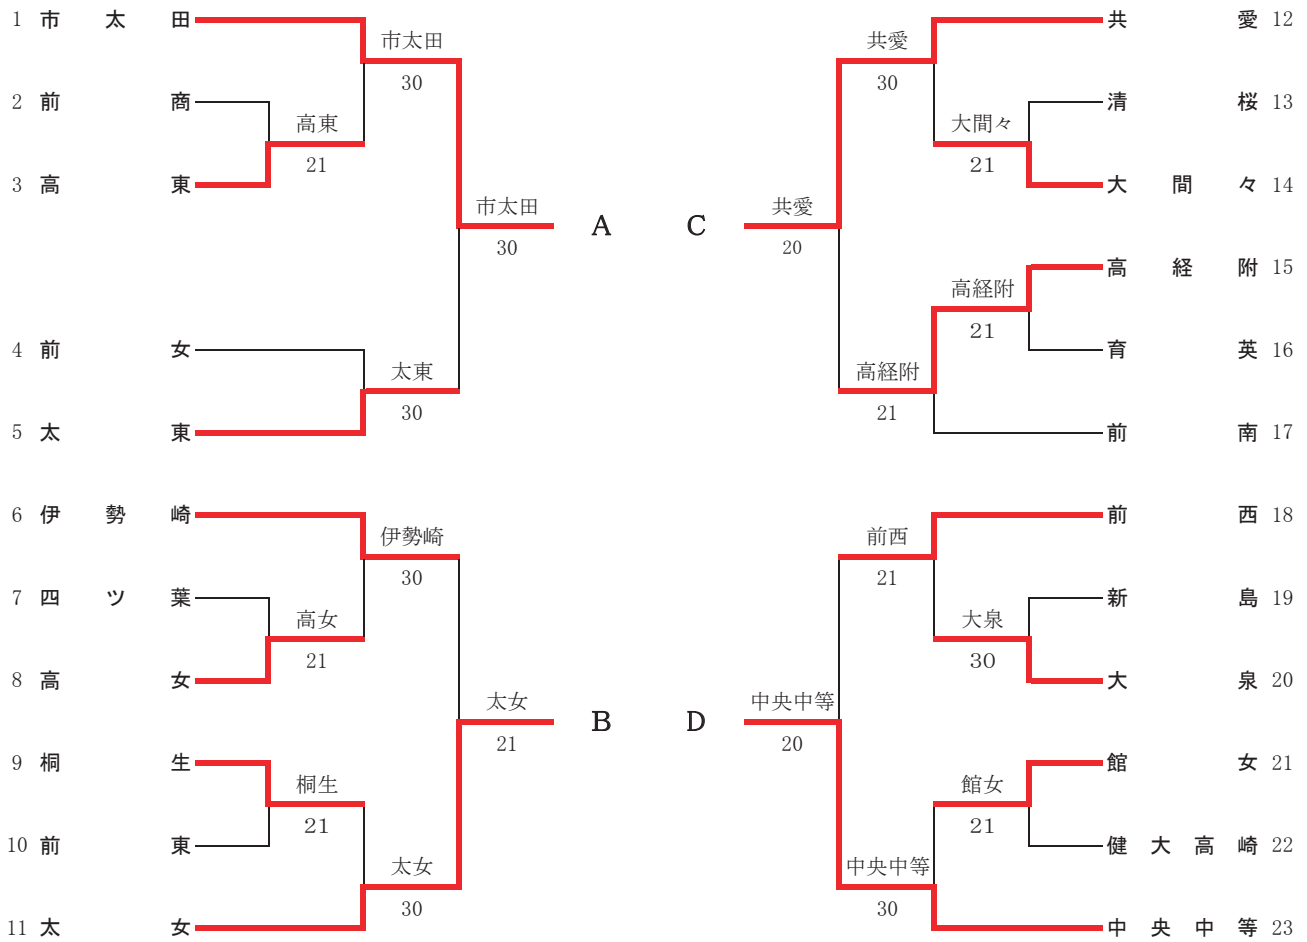 1 市太田 市太田 共愛 共愛 12
30 30
2 前商 高東 大間々 清桜 13
21 21
3 高東 大間々 14
市太田 A C 共愛
30 20
高経附 高経附 15
21
4 前女 太東 高経附 育英 16
30 21
5 太東 前南 17
6 伊勢崎 伊勢崎 前西 前西 18
30 21
7 四ツ葉 高女 大泉 新島 19
21 30
8 高女 大泉 20
太女 B D 中央中等
21 20
9 桐生 桐生 館女 館女 21
21 21
10 前東 太女 中央中等 健大高崎 22
30 30
11 太女 中央中等 23